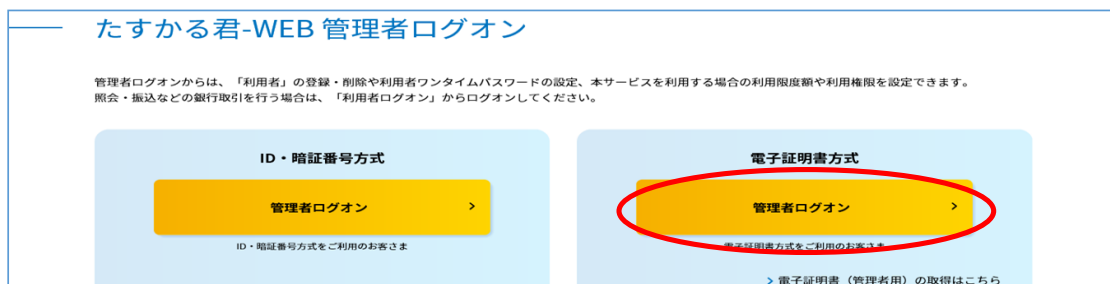 たすかる君-WEB 管理者ログオン
管理者ログオンからは、「利用者」の登録・削除や利用者ワンタイムパスワードの設定、本サービスを利用する場合の利用限度額や利用権限を設定できます。
照会・振込などの銀行取引を行う場合は、「利用者ログオン」からログオンしてください。
ID・暗証番号方式
管理者ログオン
ID・暗証番号方式をご利用のお客さま
電子証明書方式
管理者ログオン
電子証明書方式をご利用のお客さま
電子証明書（管理者用）の取得はこちら